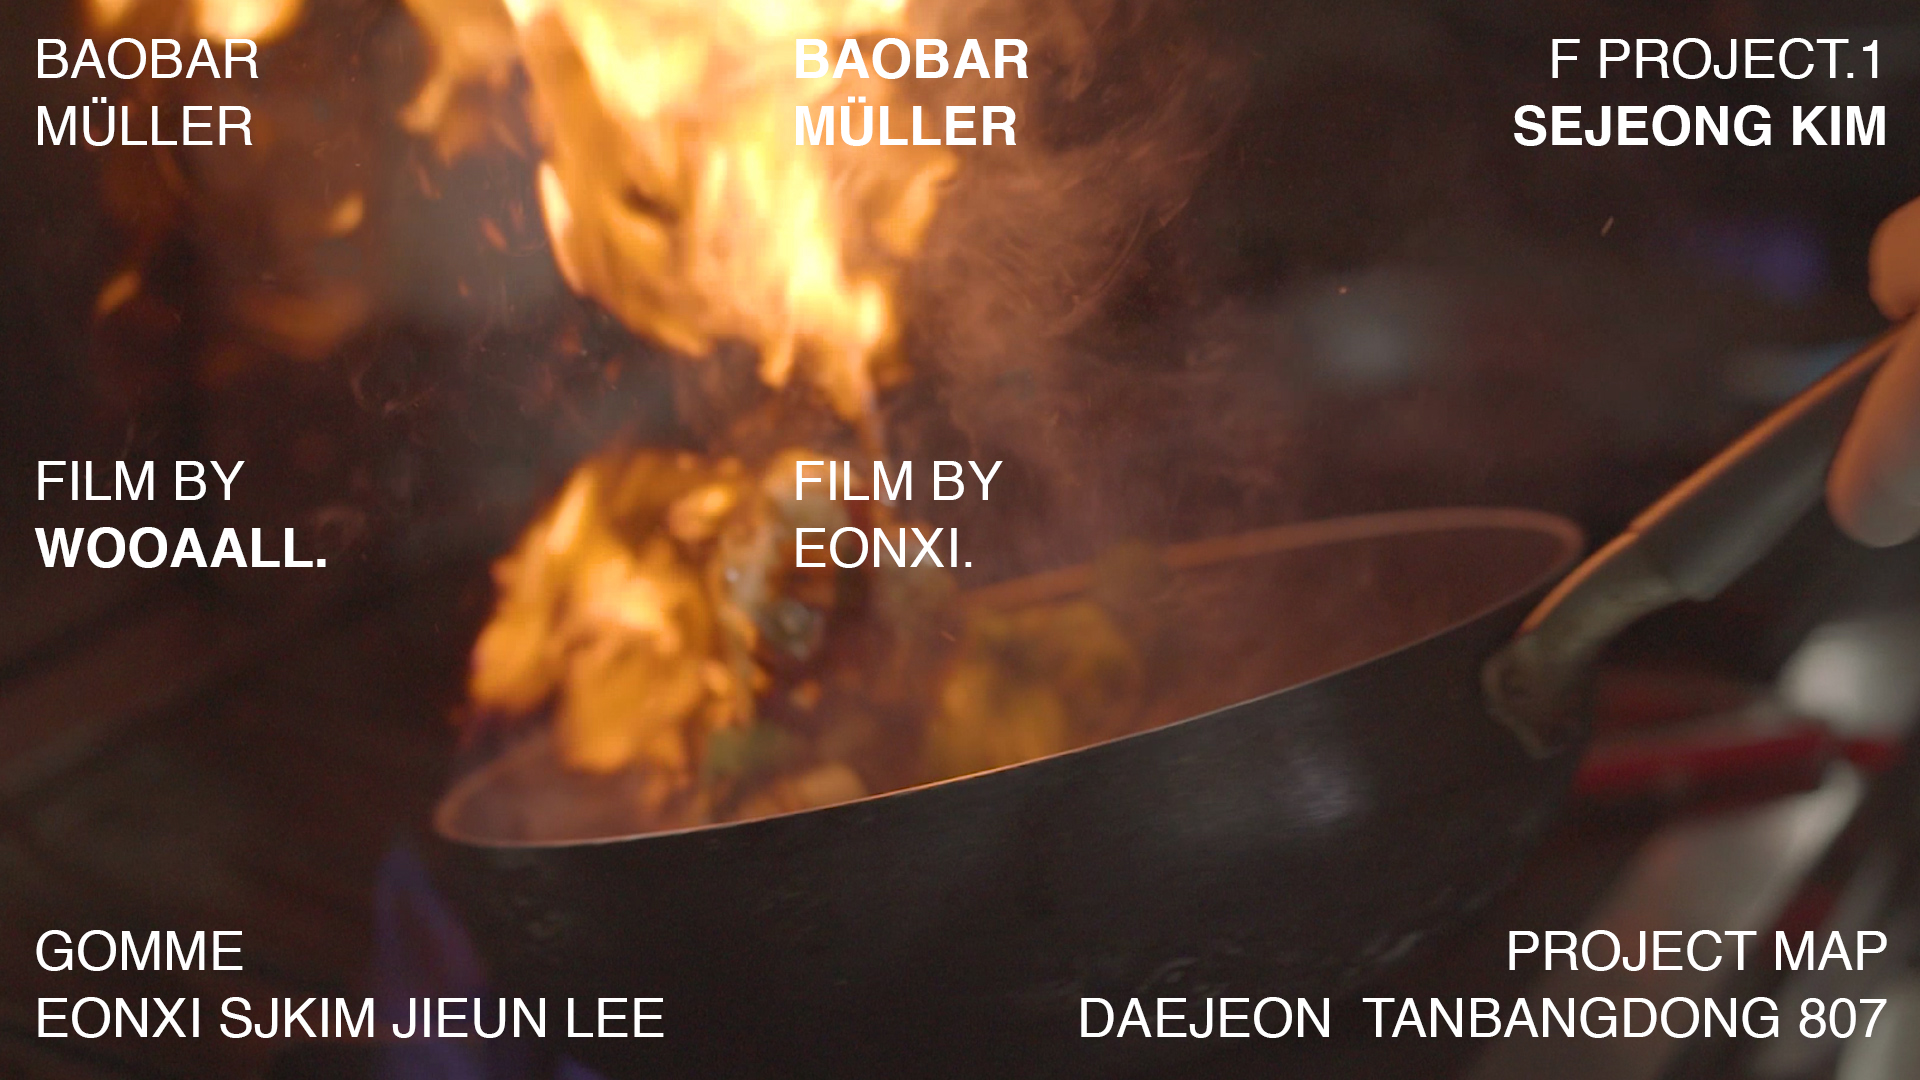 BAOBAR
MÜLLER
BAOBAR
MÜLLER
F PROJECT.1
SEJEONG KIM
FILM BY
WOOAALL.
FILM BY
EONXI.
GOMME
EONXI SJKIM JIEUN LEE
PROJECT MAP
DAEJEON  TANBANGDONG 807